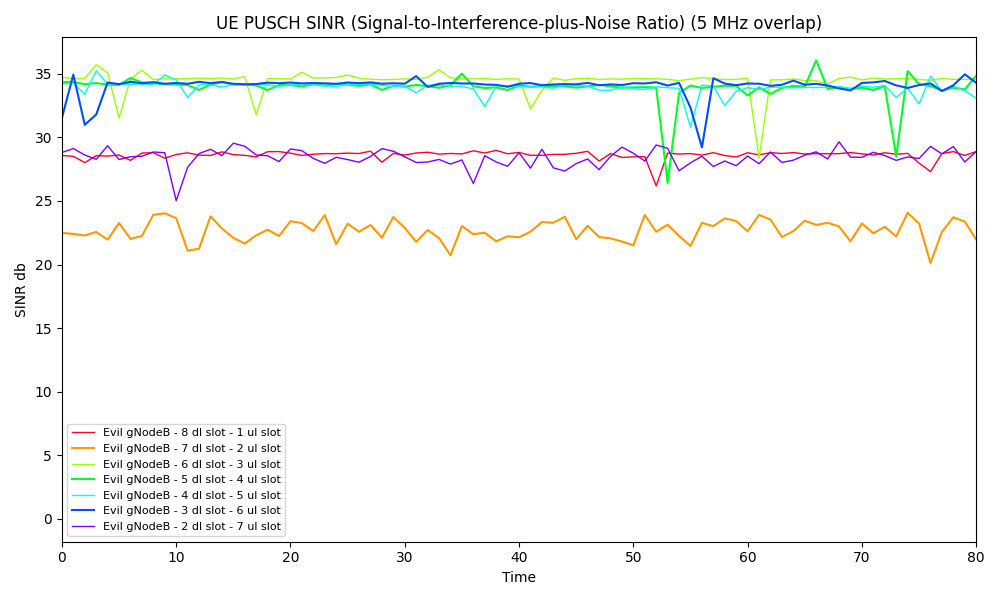 UE PUSCH SINR (Signal-to-Interference-plus-Noise Ratio) (5 MHz overlap)
SINR db
35
30
25
20
15
10
5
0
Evil gNodeB - 8 dl slot - 1 ul slot
Evil gNodeB - 7 dl slot - 2 ul slot
Evil gNodeB - 6 dl slot - 3 ul slot
Evil gNodeB - 5 dl slot - 4 ul slot
Evil gNodeB - 4 dl slot - 5 ul slot
Evil gNodeB - 3 dl slot - 6 ul slot
Evil gNodeB - 2 dl slot - 7 ul slot
0 10 20 30 40 50 60 70 80
Time